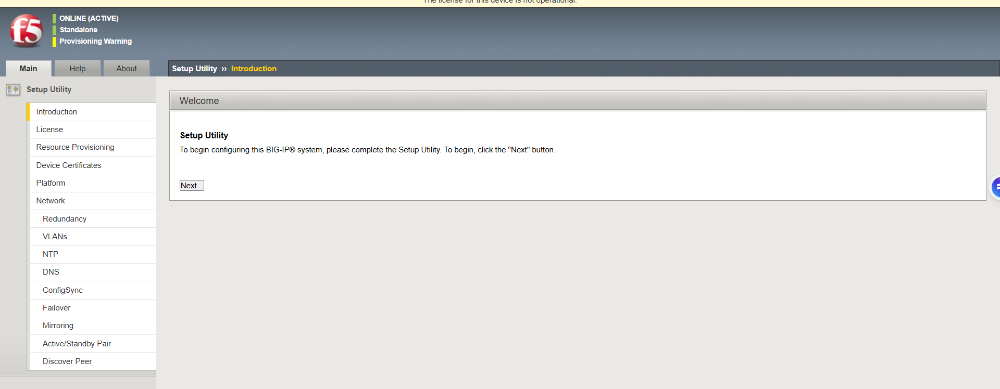 The license for this device is not operational.
f5
ONLINE (ACTIVE)
Standalone
Provisioning Warning
Main
Help
About
Setup Utility ›› Introduction
Setup Utility
Introduction
License
Resource Provisioning
Device Certificates
Platform
Network
Redundancy
VLANs
NTP
DNS
ConfigSync
Failover
Mirroring
Active/Standby Pair
Discover Peer
Welcome
Setup Utility
To begin configuring this BIG-IP® system, please complete the Setup Utility. To begin, click the "Next" button.
Next...